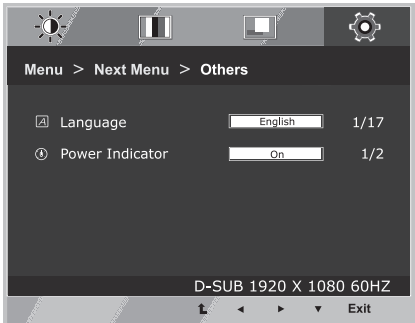 Menu > Next Menu > Others
Language English 1/17
Power Indicator On 1/2
D-SUB 1920 X 1080 60HZ
Exit